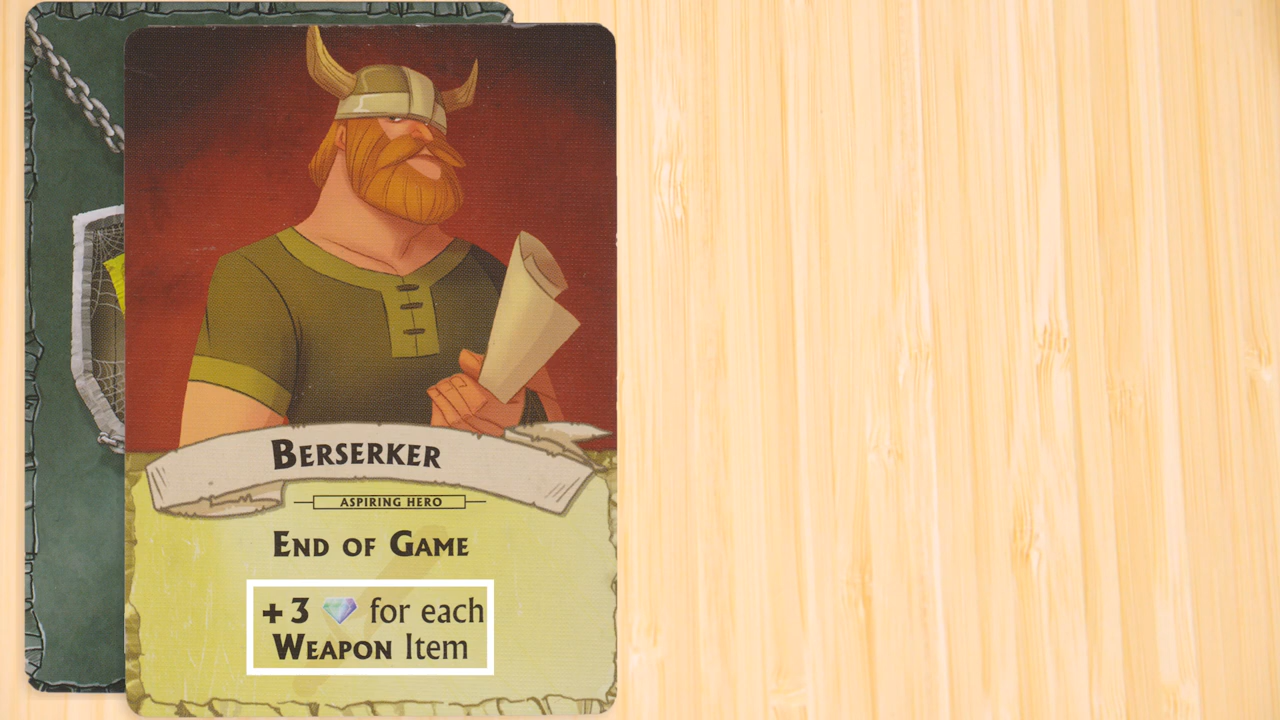 BERSERKER
ASPIRING HERO
END OF GAME
+3 for each
WEAPON Item